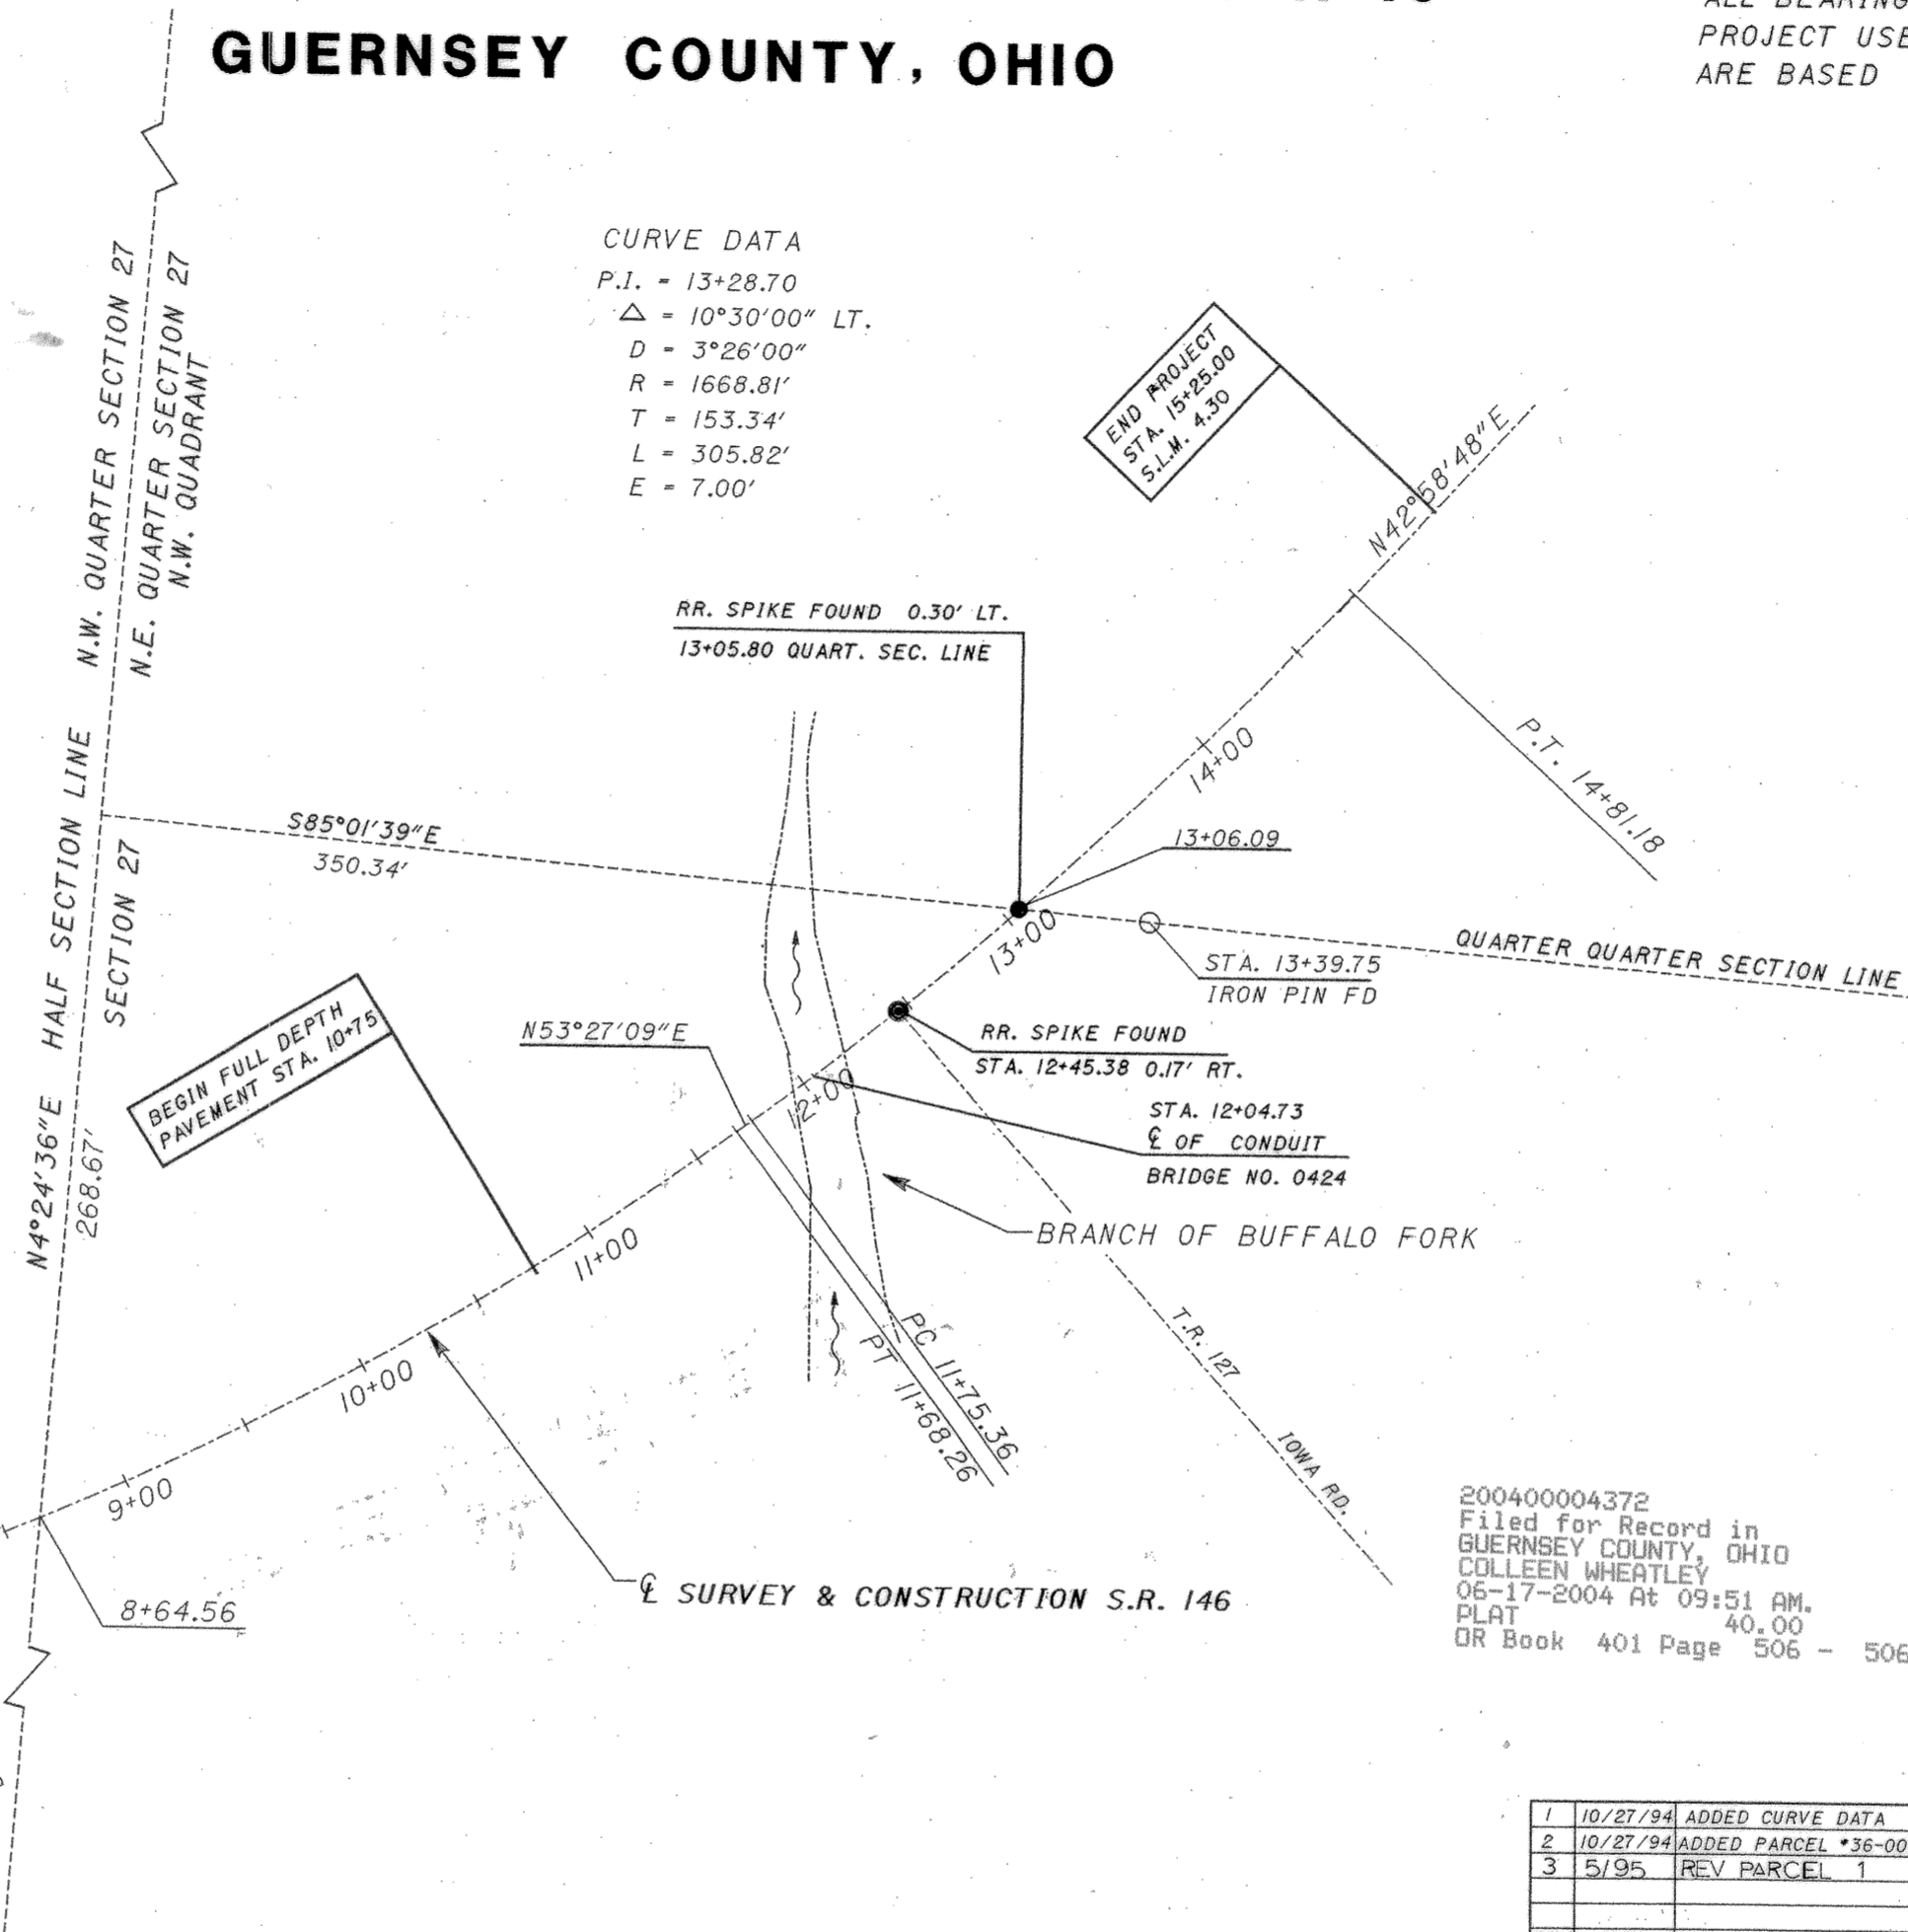 GUERNSEY COUNTY, OHIO
PROJECT USE
ARE BASED
CURVE DATA
P.I. = 13+28.70
△ = 10°30'00" LT.
D = 3°26'00"
R = 1668.81'
T = 153.34'
L = 305.82'
E = 7.00'
N.W. QUARTER SECTION 27
N.E. QUARTER SECTION 27
N.W. QUADRANT
END PROJECT
STA. 15+25.00
S.L.M. 4.30
N42°58'48"E
RR. SPIKE FOUND 0.30' LT.
13+05.80 QUART. SEC. LINE
P.T. 14+81.18
14+00
S85°01'39"E
350.34'
13+06.09
13+00
QUARTER QUARTER SECTION LINE
STA. 13+39.75
IRON PIN FD
N4°24'36"E HALF SECTION LINE
268.67'
SECTION 27
BEGIN FULL DEPTH
PAVEMENT STA. 10+75
N53°27'09"E
RR. SPIKE FOUND
STA. 12+45.38 0.17' RT.
12+00
STA. 12+04.73
℄ OF CONDUIT
BRIDGE NO. 0424
BRANCH OF BUFFALO FORK
11+00
10+00
9+00
PC 11+75.36
PT 11+68.26
T.R. 127
IOWA RD.
8+64.56
℄ SURVEY & CONSTRUCTION S.R. 146
200400004372
Filed for Record in
GUERNSEY COUNTY, OHIO
COLLEEN WHEATLEY
06-17-2004 At 09:51 AM.
PLAT 40.00
OR Book 401 Page 506 - 506
1 10/27/94 ADDED CURVE DATA
2 10/27/94 ADDED PARCEL *36-00
3 5/95 REV PARCEL 1